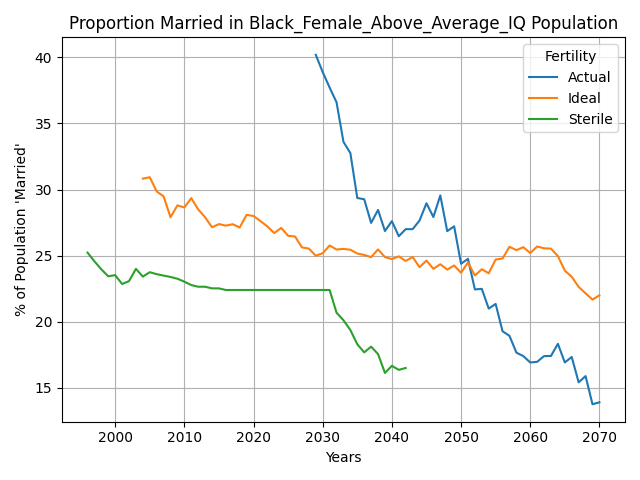 Proportion Married in Black_Female_Above_Average_IQ Population
Fertility
Actual
Ideal
Sterile
% of Population 'Married'
40
35
30
25
20
15
2000 2010 2020 2030 2040 2050 2060 2070
Years